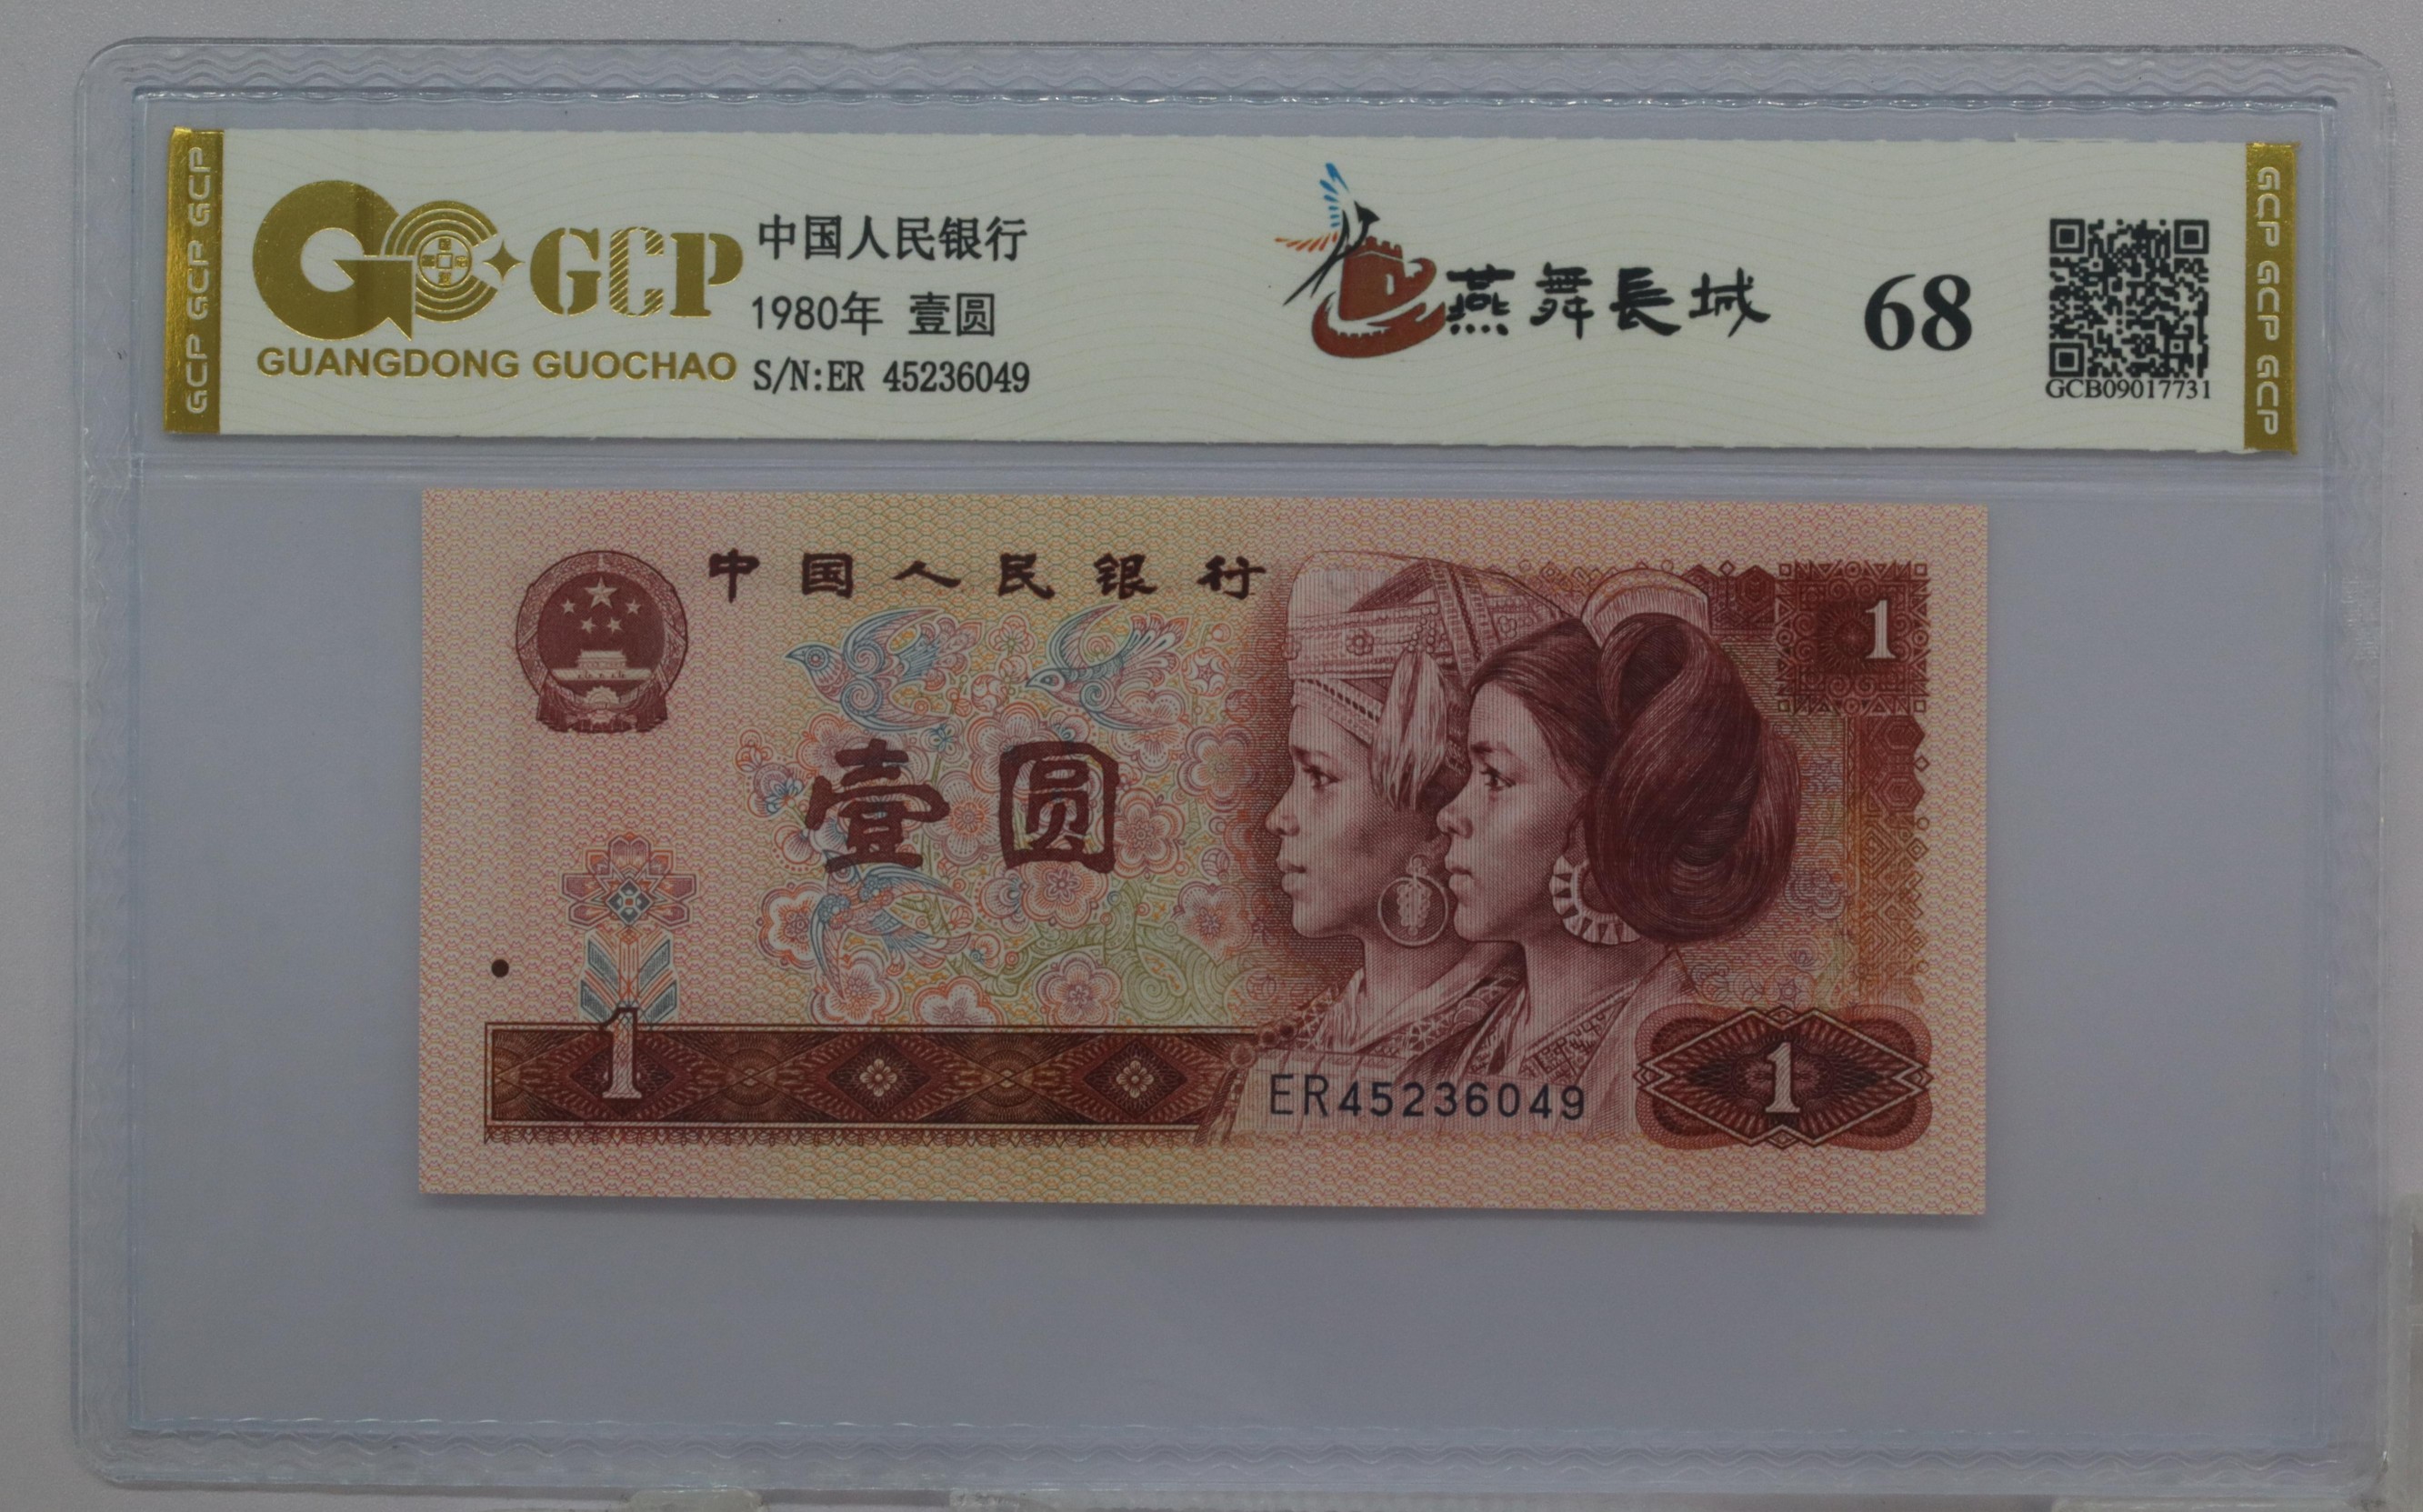 GCP GCP GCP
GCP
GUANGDONG GUOCHAO
中国人民银行
1980年 壹圆
S/N:ER 45236049
燕舞長城
68
GCB09017731
GCP GCP GCP
中国人民银行
1
壹圆
1
ER45236049
1